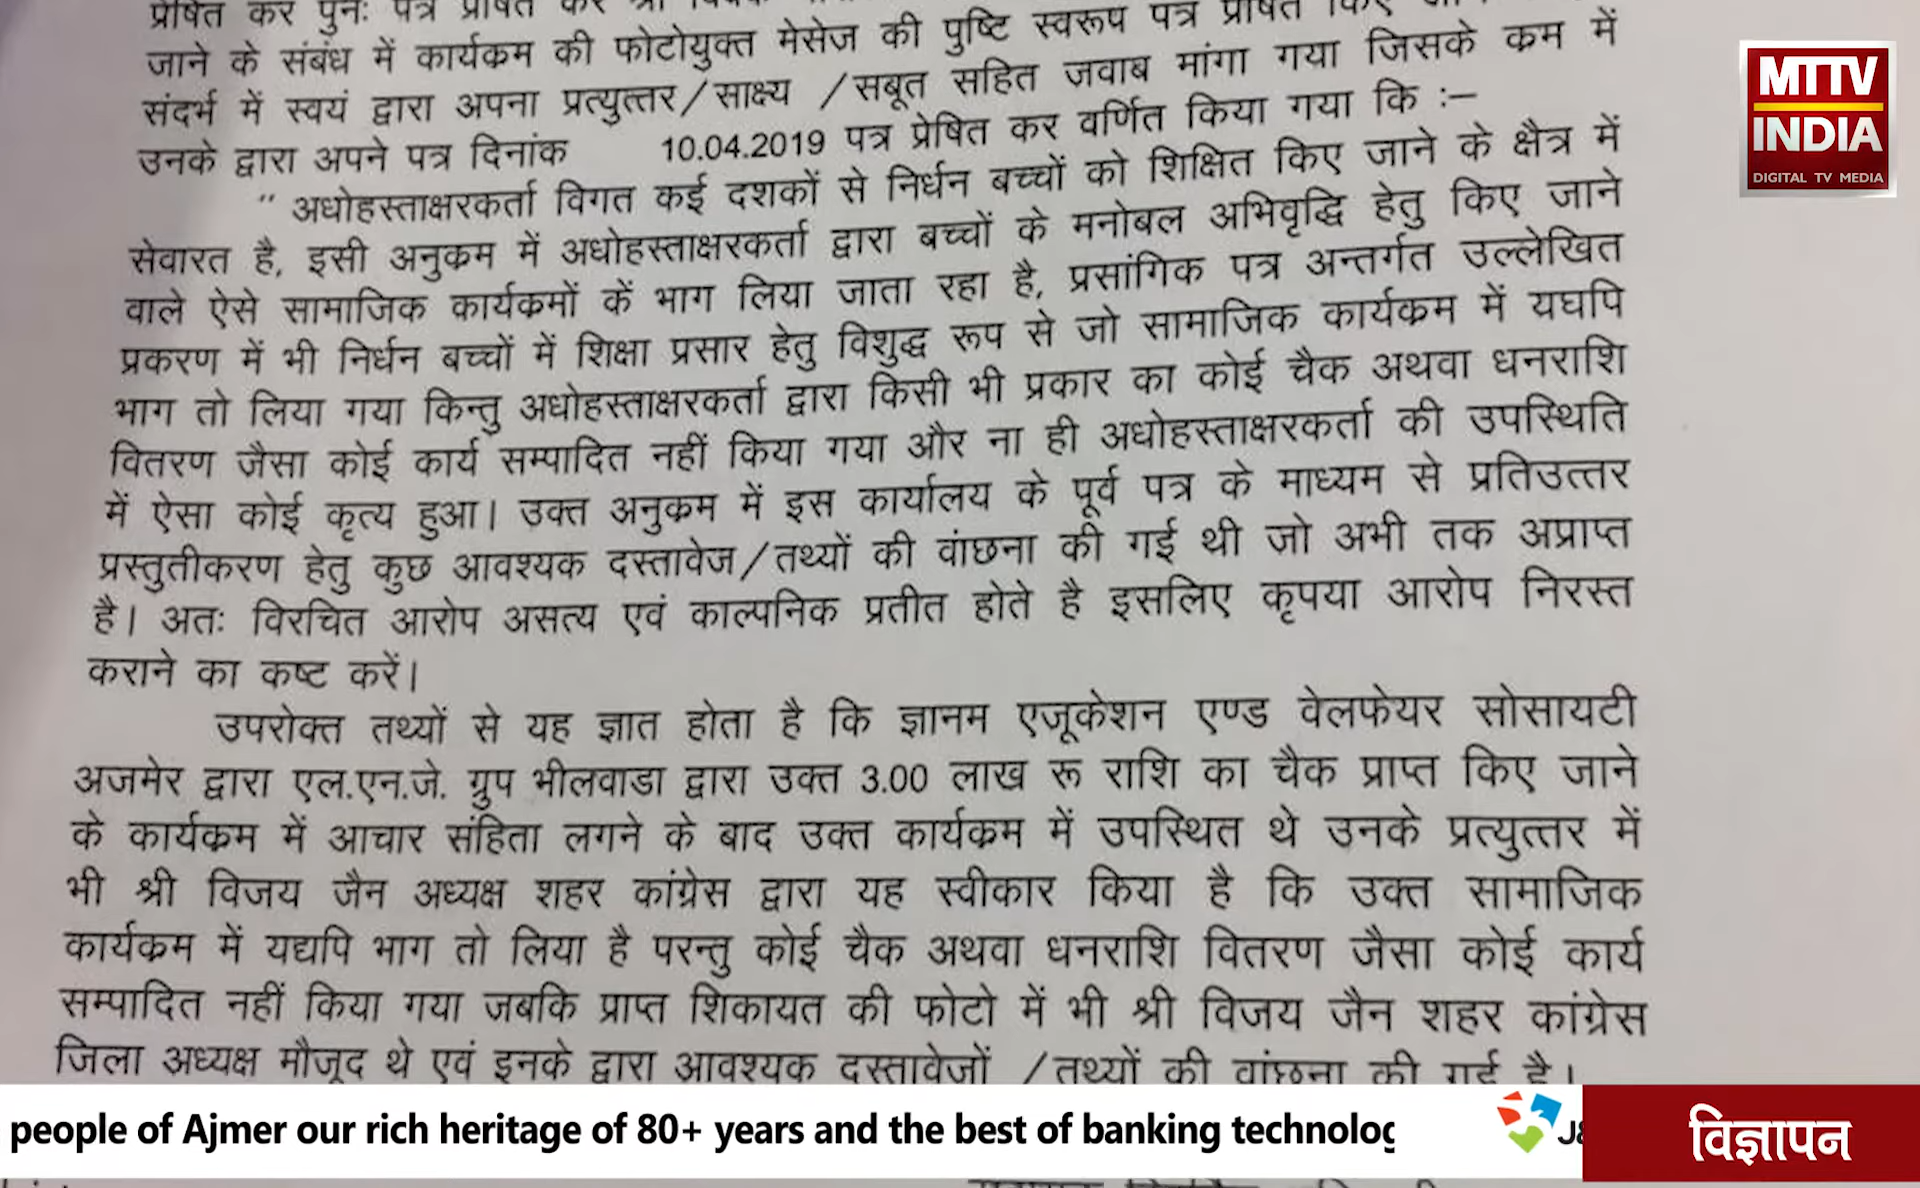 प्रेषित कर पुनः पत्र प्रेषित कर श्री
जाने के संबंध में कार्यक्रम की फोटोयुक्त मेसेज की पुष्टि स्वरूप पत्र प्रेषित किए
संदर्भ में स्वयं द्वारा अपना प्रत्युत्तर/साक्ष्य /सबूत सहित जवाब मांगा गया जिसके क्रम में
उनके द्वारा अपने पत्र दिनांक 10.04.2019 पत्र प्रेषित कर वर्णित किया गया कि :–
“ अधोहस्ताक्षरकर्ता विगत कई दशकों से निर्धन बच्चों को शिक्षित किए जाने के क्षैत्र में
सेवारत है, इसी अनुक्रम में अधोहस्ताक्षरकर्ता द्वारा बच्चों के मनोबल अभिवृद्धि हेतु किए जाने
वाले ऐसे सामाजिक कार्यक्रमों कें भाग लिया जाता रहा है, प्रसांगिक पत्र अन्तर्गत उल्लेखित
प्रकरण में भी निर्धन बच्चों में शिक्षा प्रसार हेतु विशुद्ध रूप से जो सामाजिक कार्यक्रम में यघपि
भाग तो लिया गया किन्तु अधोहस्ताक्षरकर्ता द्वारा किसी भी प्रकार का कोई चैक अथवा धनराशि
वितरण जैसा कोई कार्य सम्पादित नहीं किया गया और ना ही अधोहस्ताक्षरकर्ता की उपस्थिति
में ऐसा कोई कृत्य हुआ। उक्त अनुक्रम में इस कार्यालय के पूर्व पत्र के माध्यम से प्रतिउत्तर
प्रस्तुतीकरण हेतु कुछ आवश्यक दस्तावेज/तथ्यों की वांछना की गई थी जो अभी तक अप्राप्त
है। अतः विरचित आरोप असत्य एवं काल्पनिक प्रतीत होते है इसलिए कृपया आरोप निरस्त
कराने का कष्ट करें।
उपरोक्त तथ्यों से यह ज्ञात होता है कि ज्ञानम एजूकेशन एण्ड वेलफेयर सोसायटी
अजमेर द्वारा एल.एन.जे. ग्रुप भीलवाडा द्वारा उक्त 3.00 लाख रू राशि का चैक प्राप्त किए जाने
के कार्यक्रम में आचार संहिता लगने के बाद उक्त कार्यक्रम में उपस्थित थे उनके प्रत्युत्तर में
भी श्री विजय जैन अध्यक्ष शहर कांग्रेस द्वारा यह स्वीकार किया है कि उक्त सामाजिक
कार्यक्रम में यद्यपि भाग तो लिया है परन्तु कोई चैक अथवा धनराशि वितरण जैसा कोई कार्य
सम्पादित नहीं किया गया जबकि प्राप्त शिकायत की फोटो में भी श्री विजय जैन शहर कांग्रेस
जिला अध्यक्ष मौजूद थे एवं इनके द्वारा आवश्यक दस्तावेजों /तथ्यों की वांछना की गई है।
MTTV
INDIA
DIGITAL TV MEDIA
people of Ajmer our rich heritage of 80+ years and the best of banking technolog
J&
विज्ञापन